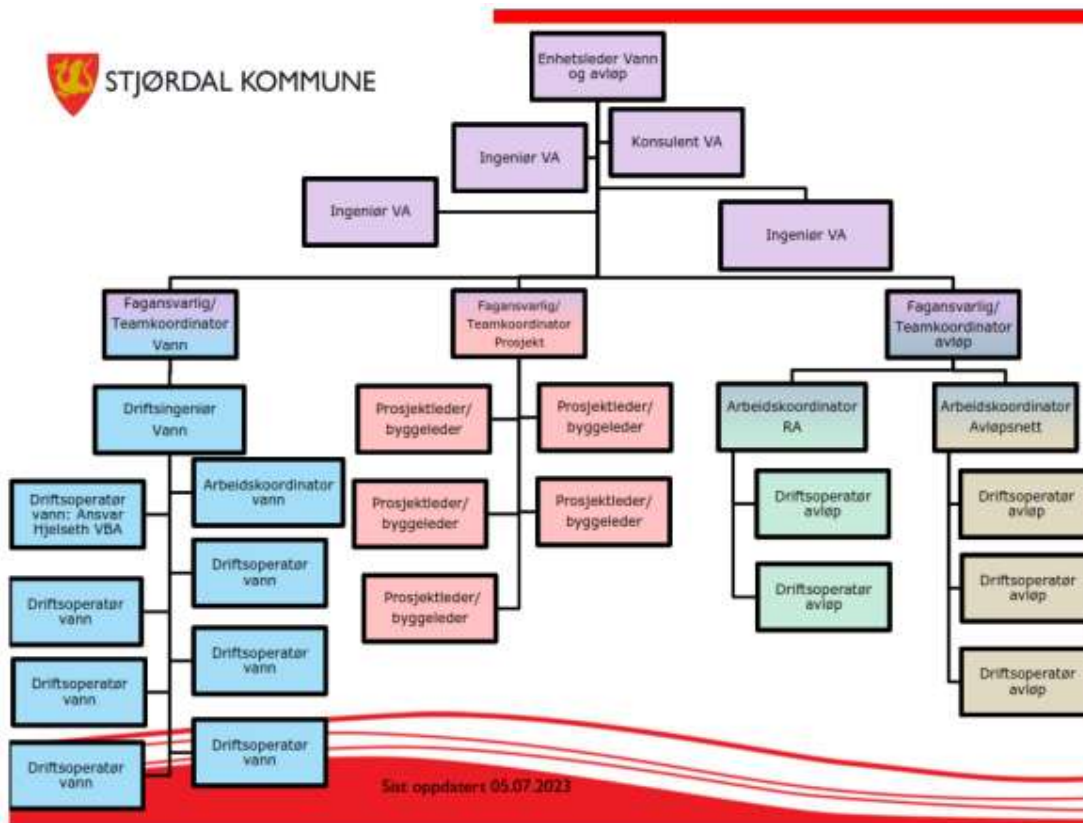 STJØRDAL KOMMUNE
Enhetsleder Vann
og avløp
Ingeniør VA
Konsulent VA
Ingeniør VA
Ingeniør VA
Fagansvarlig/
Teamkoordinator
Vann
Fagansvarlig/
Teamkoordinator
Prosjekt
Fagansvarlig/
Teamkoordinator
avløp
Driftsingeniør
Vann
Arbeidskoordinator
vann
Driftsoperatør
vann: Ansvar
Hjelseth VBA
Driftsoperatør
vann
Driftsoperatør
vann
Driftsoperatør
vann
Driftsoperatør
vann
Driftsoperatør
vann
Driftsoperatør
vann
Prosjektleder/
byggeleder
Prosjektleder/
byggeleder
Prosjektleder/
byggeleder
Prosjektleder/
byggeleder
Prosjektleder/
byggeleder
Arbeidskoordinator
RA
Driftsoperatør
avløp
Driftsoperatør
avløp
Arbeidskoordinator
Avløpsnett
Driftsoperatør
avløp
Driftsoperatør
avløp
Driftsoperatør
avløp
Sist oppdatert 05.07.2023